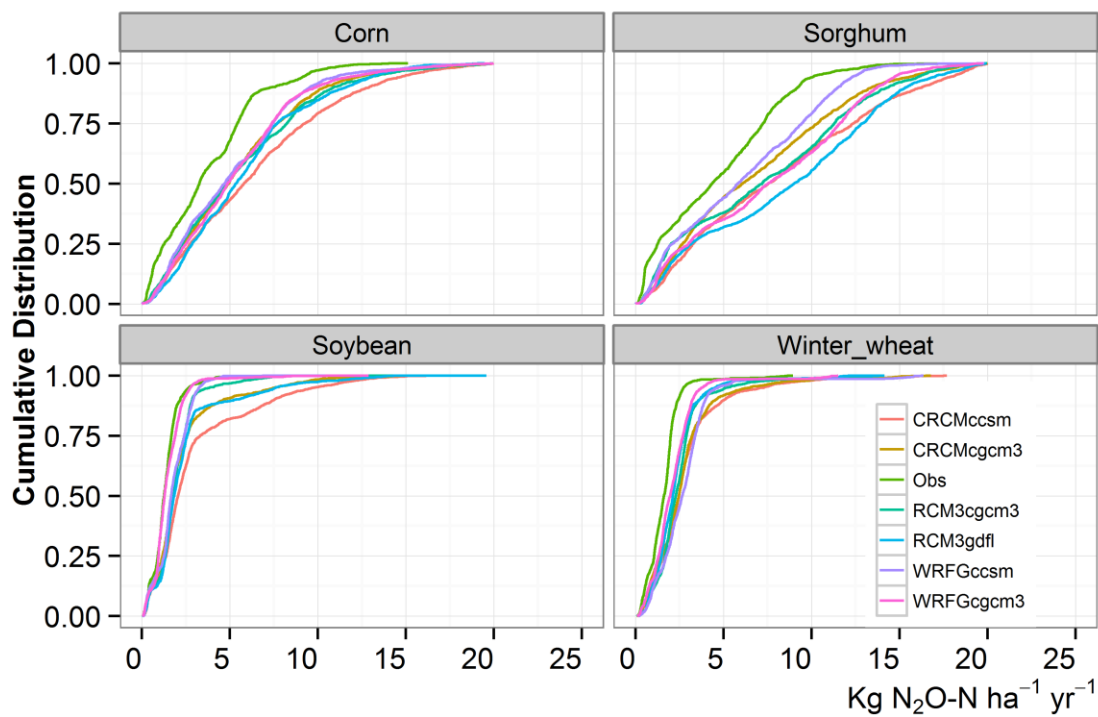 Corn
Sorghum
1.00
0.75
0.50
0.25
0.00
Soybean
Winter_wheat
1.00
0.75
0.50
0.25
0.00
Cumulative Distribution
CRCMccsm
CRCMcgcm3
Obs
RCM3cgcm3
RCM3gdfl
WRFGccsm
WRFGcgcm3
0 5 10 15 20 25
0 5 10 15 20 25
Kg N₂O-N ha⁻¹ yr⁻¹